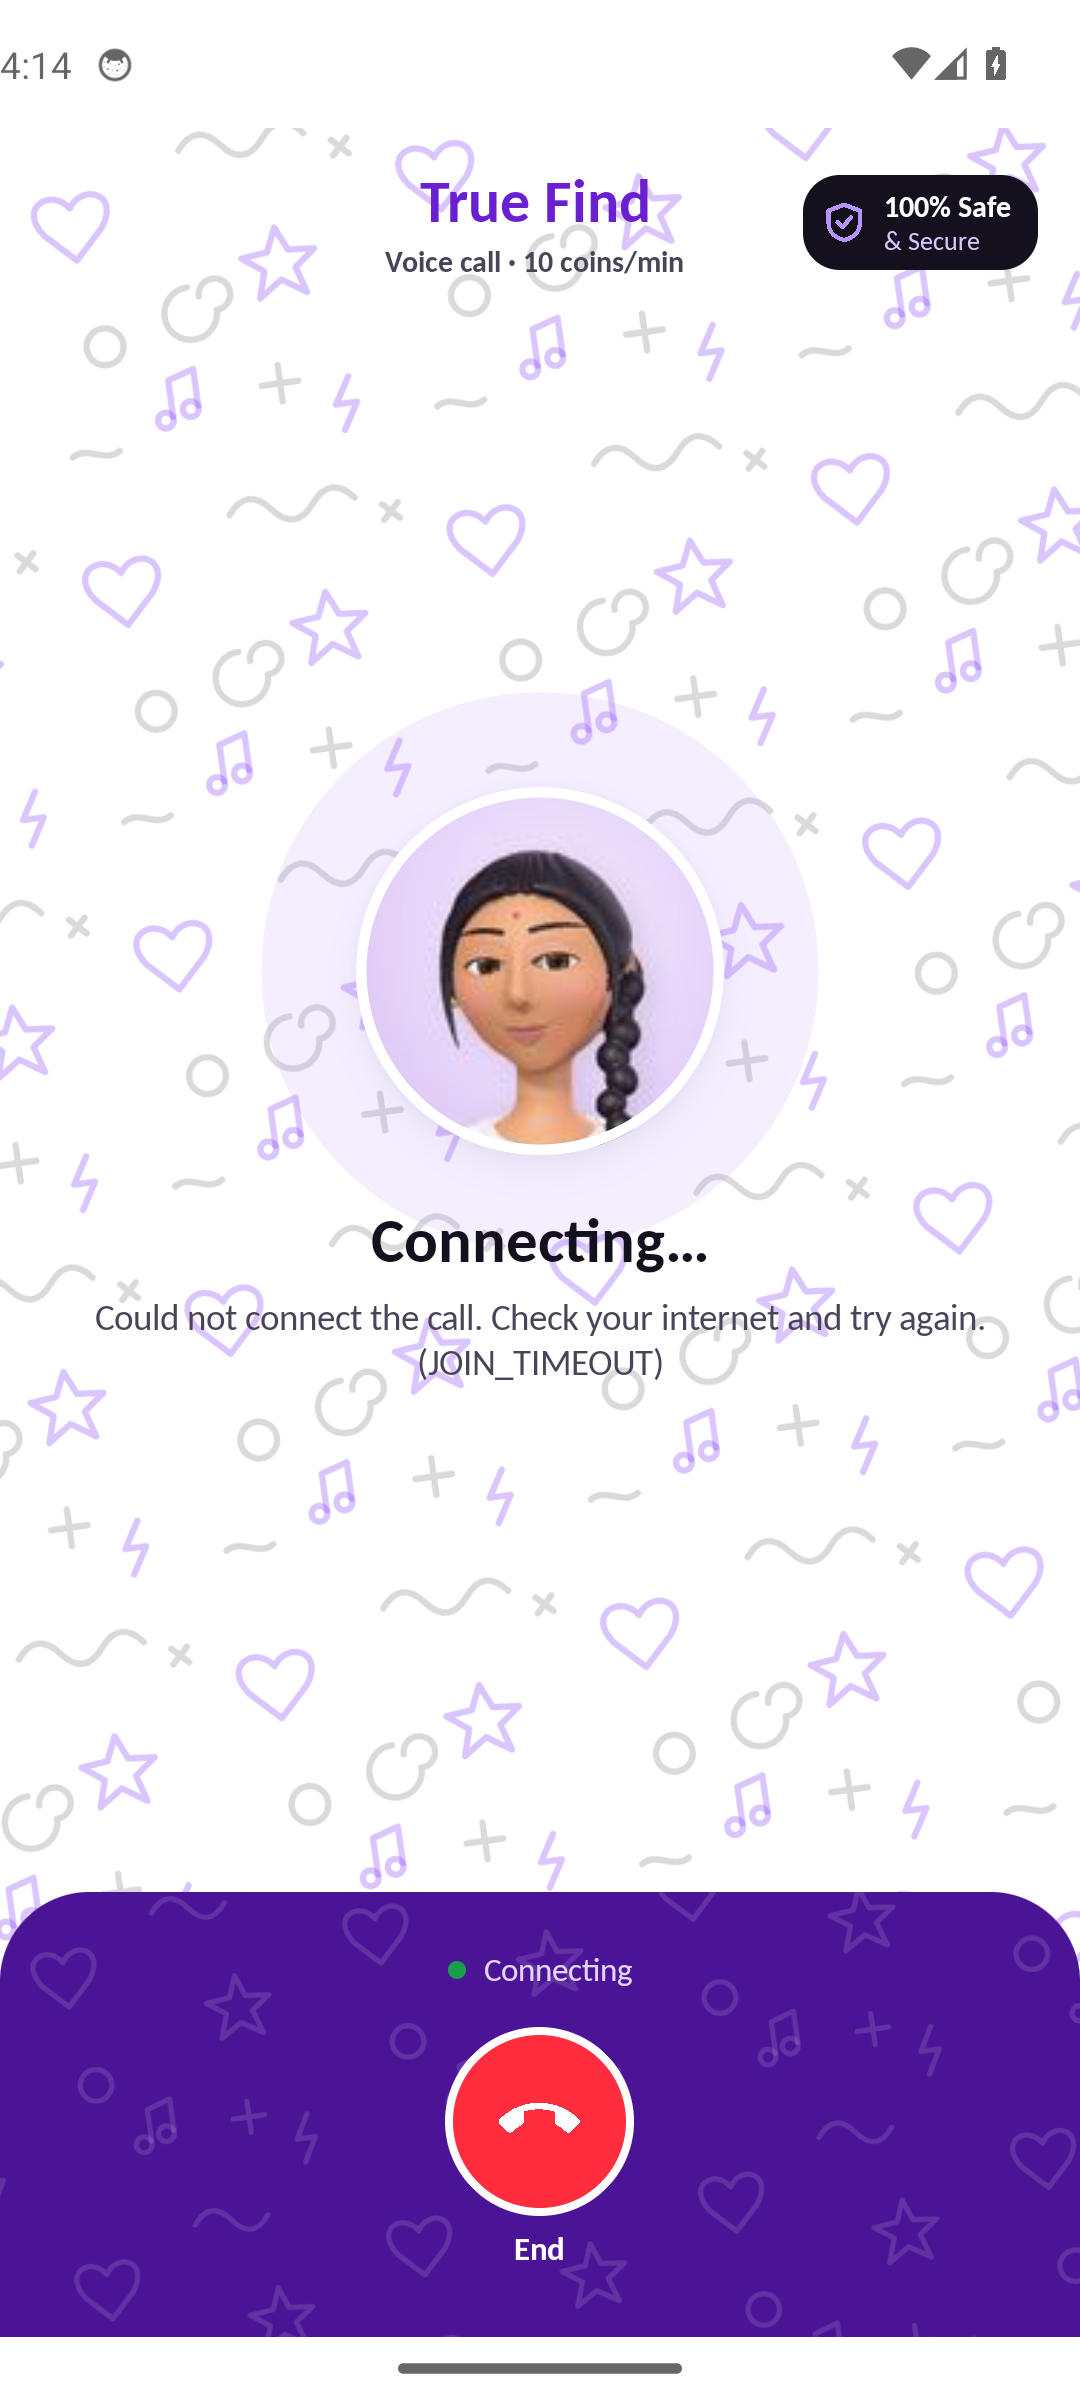 4:14
True Find
Voice call · 10 coins/min
100% Safe
& Secure
Connecting...
Could not connect the call. Check your internet and try again.
(JOIN_TIMEOUT)
Connecting
End